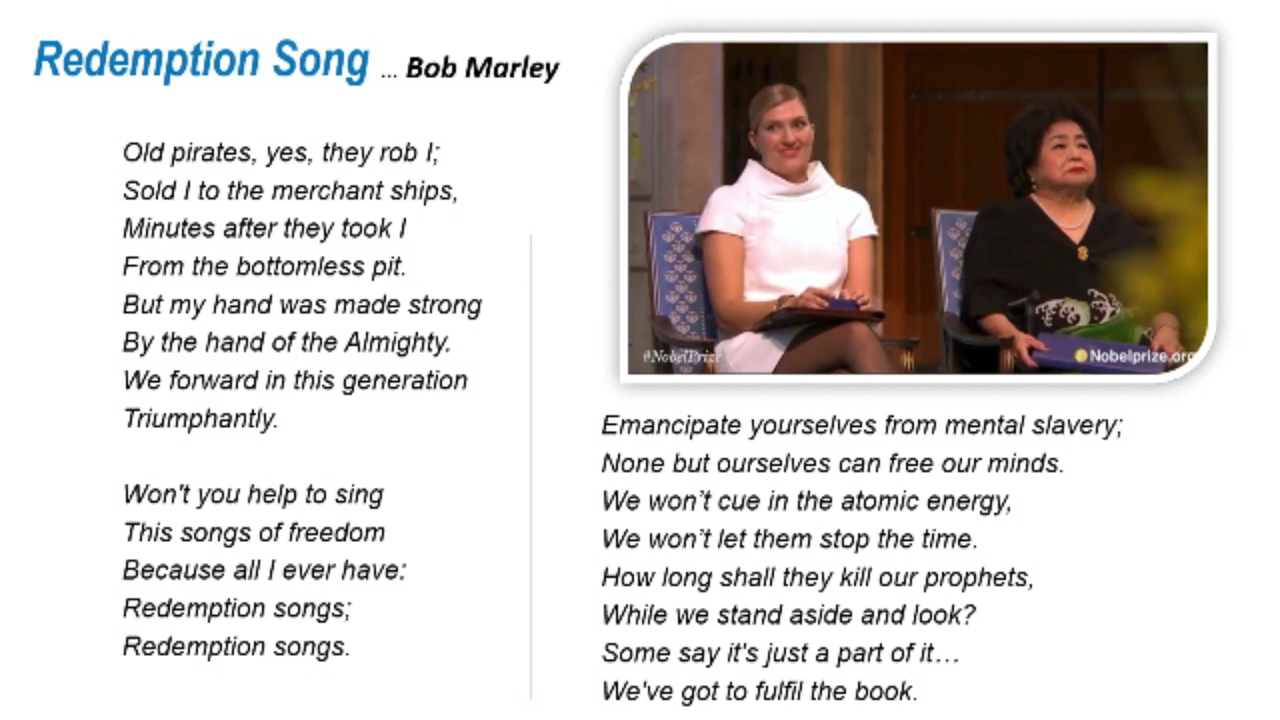 Redemption Song ... Bob Marley
Old pirates, yes, they rob I;
Sold I to the merchant ships,
Minutes after they took I
From the bottomless pit.
But my hand was made strong
By the hand of the Almighty.
We forward in this generation
Triumphantly.
Won't you help to sing
This songs of freedom
Because all I ever have:
Redemption songs;
Redemption songs.
#NobelPrize
Nobelprize.org
Emancipate yourselves from mental slavery;
None but ourselves can free our minds.
We won’t cue in the atomic energy,
We won’t let them stop the time.
How long shall they kill our prophets,
While we stand aside and look?
Some say it's just a part of it…
We've got to fulfil the book.